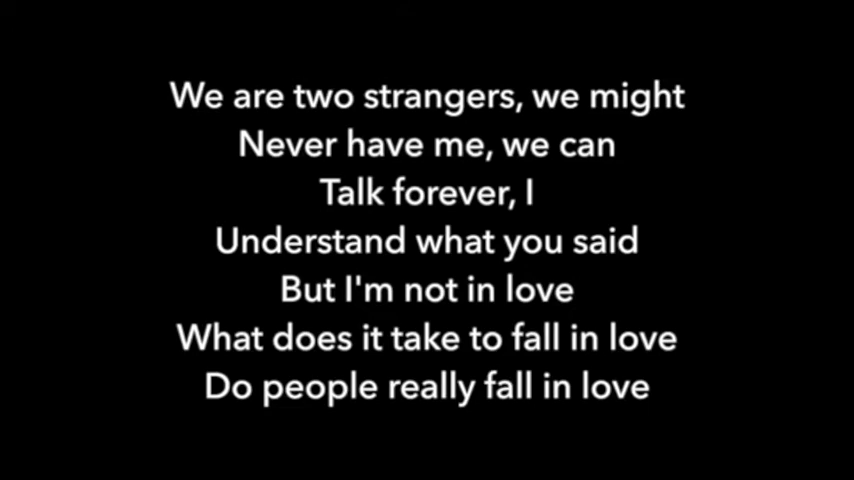 We are two strangers, we might
Never have me, we can
Talk forever, I
Understand what you said
But I'm not in love
What does it take to fall in love
Do people really fall in love